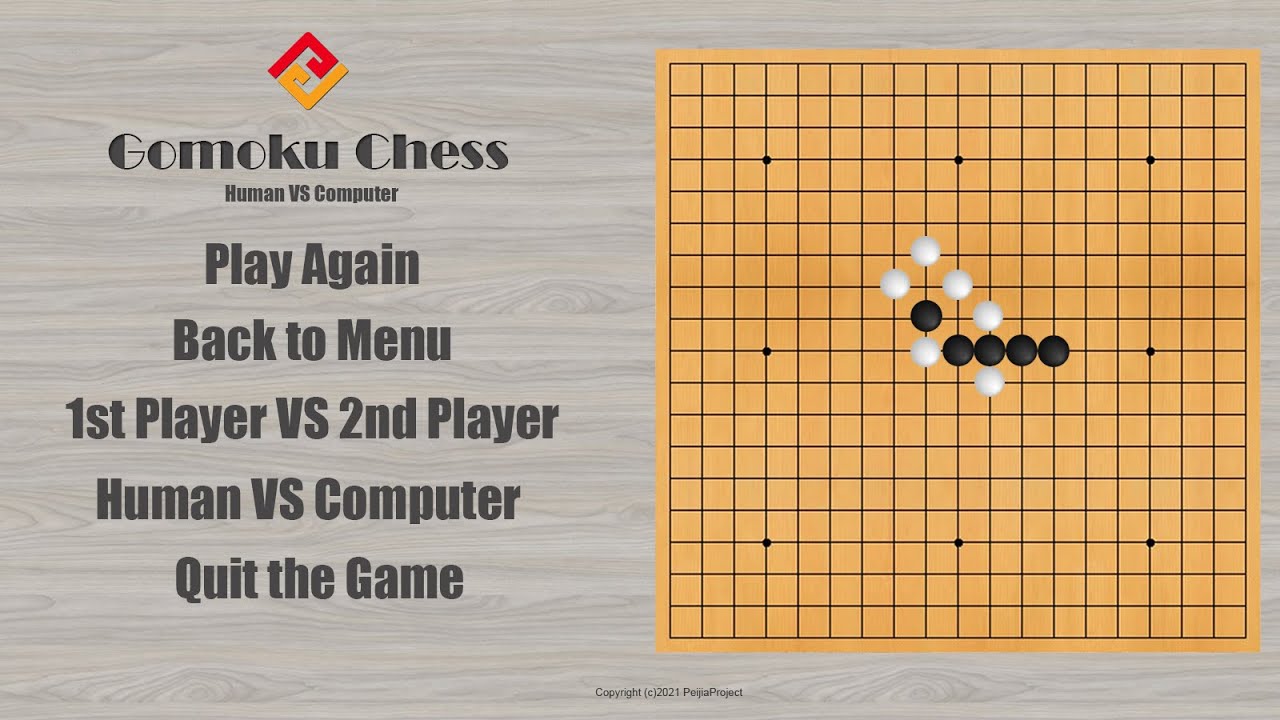 Gomoku Chess
Human VS Computer
Play Again
Back to Menu
1st Player VS 2nd Player
Human VS Computer
Quit the Game
Copyright (c)2021 PeijiaProject